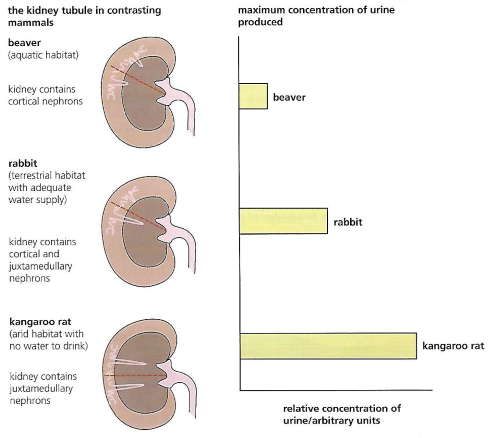 the kidney tubule in contrasting
mammals
beaver
(aquatic habitat)
kidney contains
cortical nephrons
rabbit
(terrestrial habitat
with adequate
water supply)
kidney contains
cortical and
juxtamedullary
nephrons
kangaroo rat
(arid habitat with
no water to drink)
kidney contains
juxtamedullary
nephrons
maximum concentration of urine
produced
beaver
rabbit
kangaroo rat
relative concentration of
urine/arbitrary units